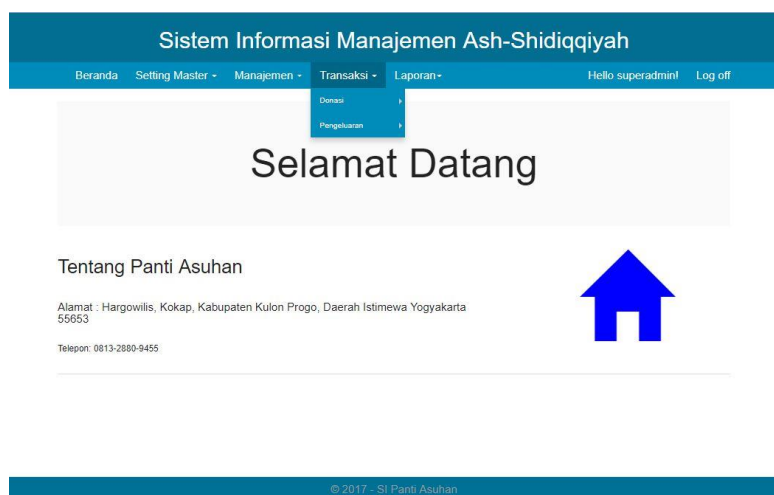 Sistem Informasi Manajemen Ash-Shidiqqiyah
Beranda Setting Master Manajemen Transaksi Laporan Hello superadmin! Log off
Donasi
Pengeluaran
Selamat Datang
Tentang Panti Asuhan
Alamat : Hargowilis, Kokap, Kabupaten Kulon Progo, Daerah Istimewa Yogyakarta
55653
Telepon: 0813-2880-9455
© 2017 - SI Panti Asuhan